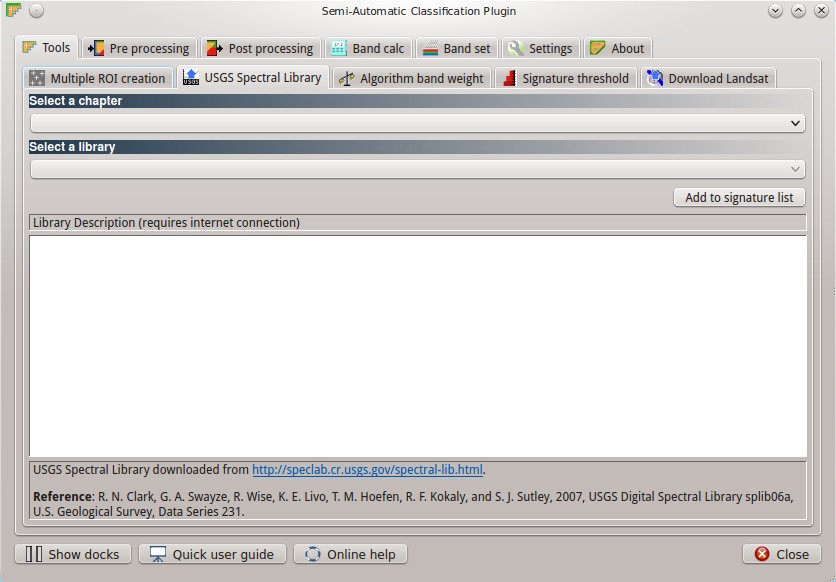 Semi-Automatic Classification Plugin
Tools Pre processing Post processing Band calc Band set Settings About
Multiple ROI creation USGS USGS Spectral Library Algorithm band weight Signature threshold Download Landsat
Select a chapter
Select a library
Add to signature list
Library Description (requires internet connection)
USGS Spectral Library downloaded from http://speclab.cr.usgs.gov/spectral-lib.html.
Reference: R. N. Clark, G. A. Swayze, R. Wise, K. E. Livo, T. M. Hoefen, R. F. Kokaly, and S. J. Sutley, 2007, USGS Digital Spectral Library splib06a,
U.S. Geological Survey, Data Series 231.
Show docks Quick user guide Online help Close